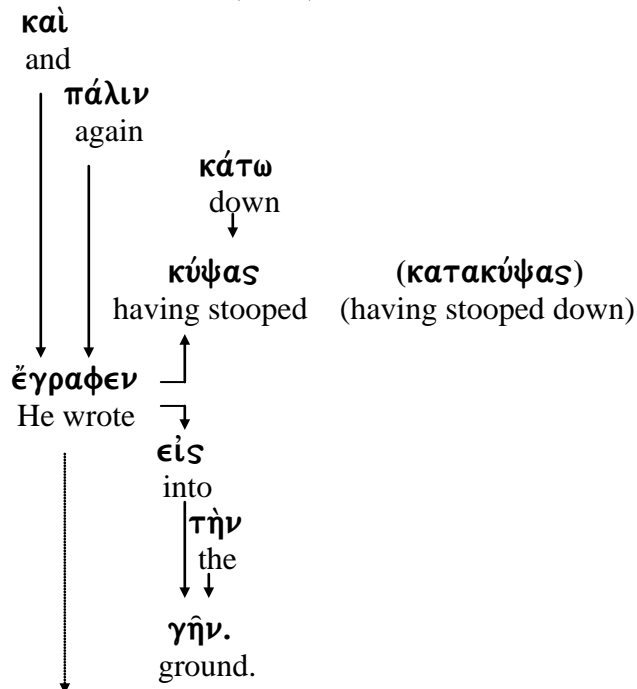 καὶ
and
πάλιν
again
κάτω
down
κύψας (κατακύψας)
having stooped (having stooped down)
ἔγραφεν
He wrote
εἰς
into
τὴν
the
γῆν.
ground.